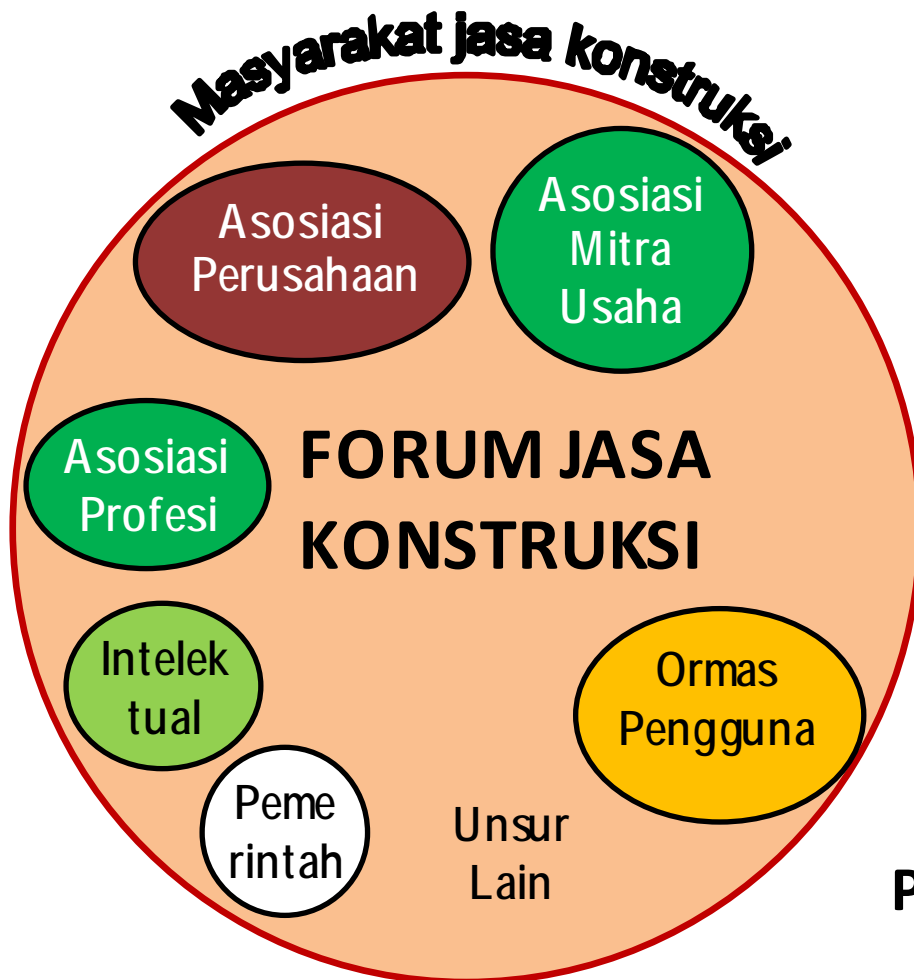 Masyarakat jasa konstruksi
Asosiasi
Perusahaan
Asosiasi
Mitra
Usaha
Asosiasi
Profesi
FORUM JASA
KONSTRUKSI
Intelek
tual
Ormas
Pengguna
Peme
rintah
Unsur
Lain
P